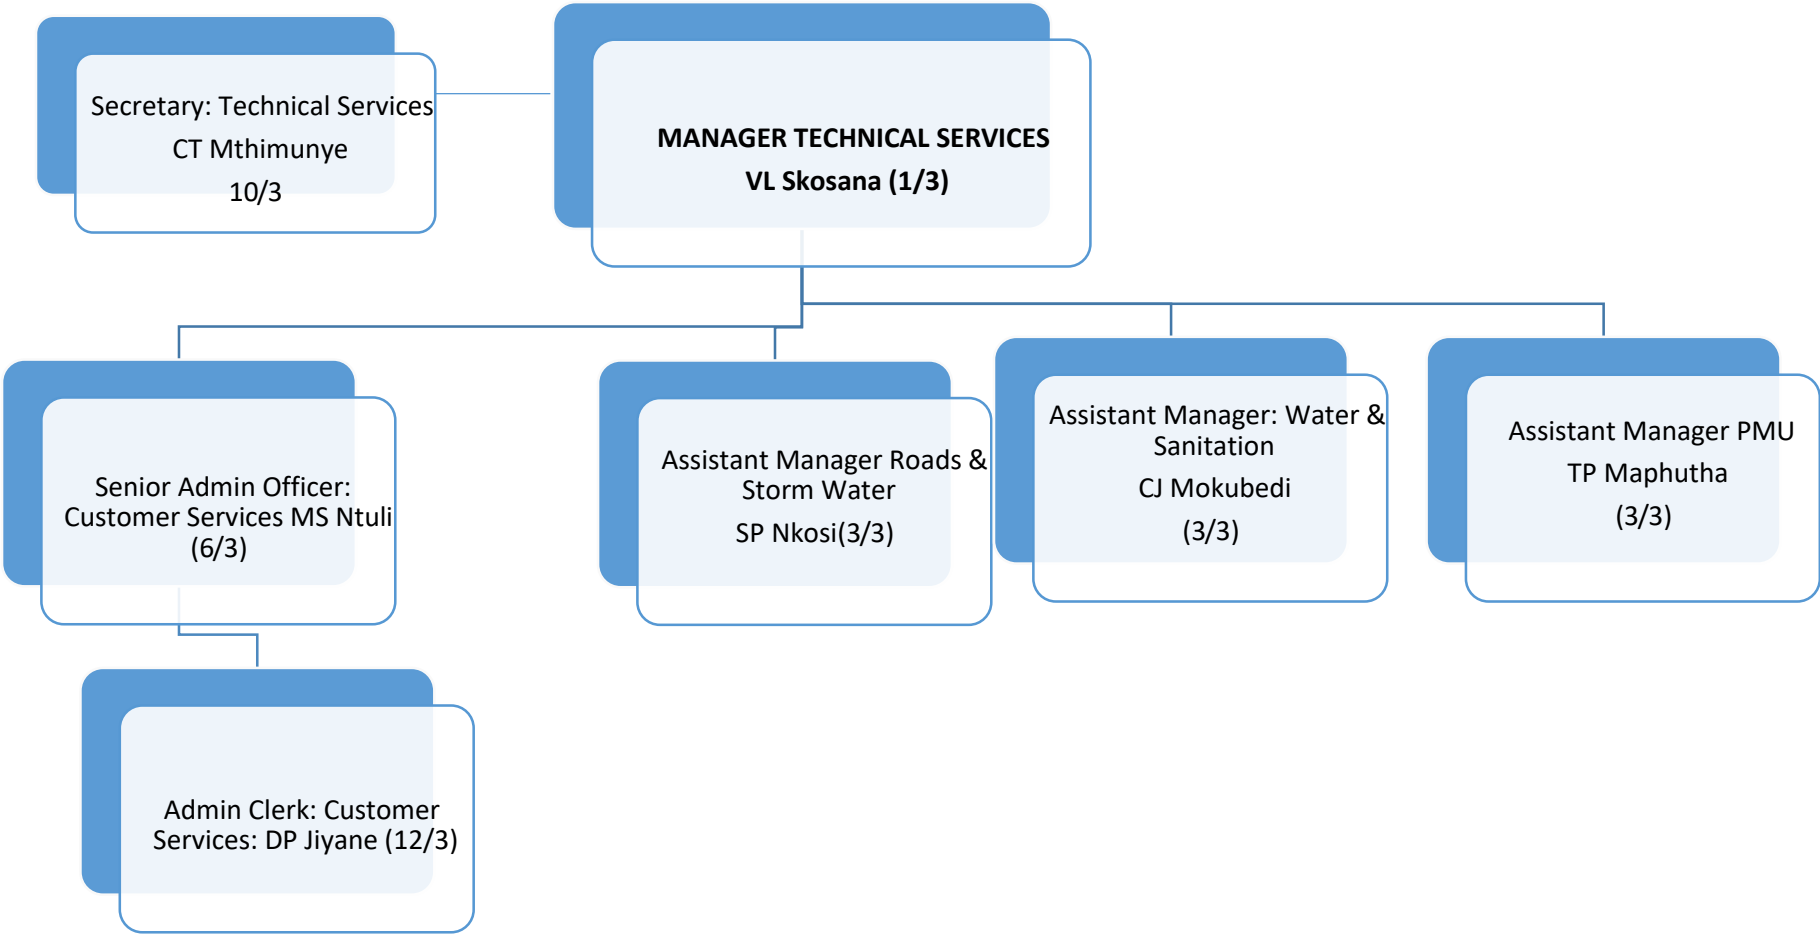 Secretary: Technical Services
CT Mthimunye
10/3
MANAGER TECHNICAL SERVICES
VL Skosana (1/3)
Senior Admin Officer:
Customer Services MS Ntuli
(6/3)
Assistant Manager Roads &
Storm Water
SP Nkosi(3/3)
Assistant Manager: Water &
Sanitation
CJ Mokubedi
(3/3)
Assistant Manager PMU
TP Maphutha
(3/3)
Admin Clerk: Customer
Services: DP Jiyane (12/3)